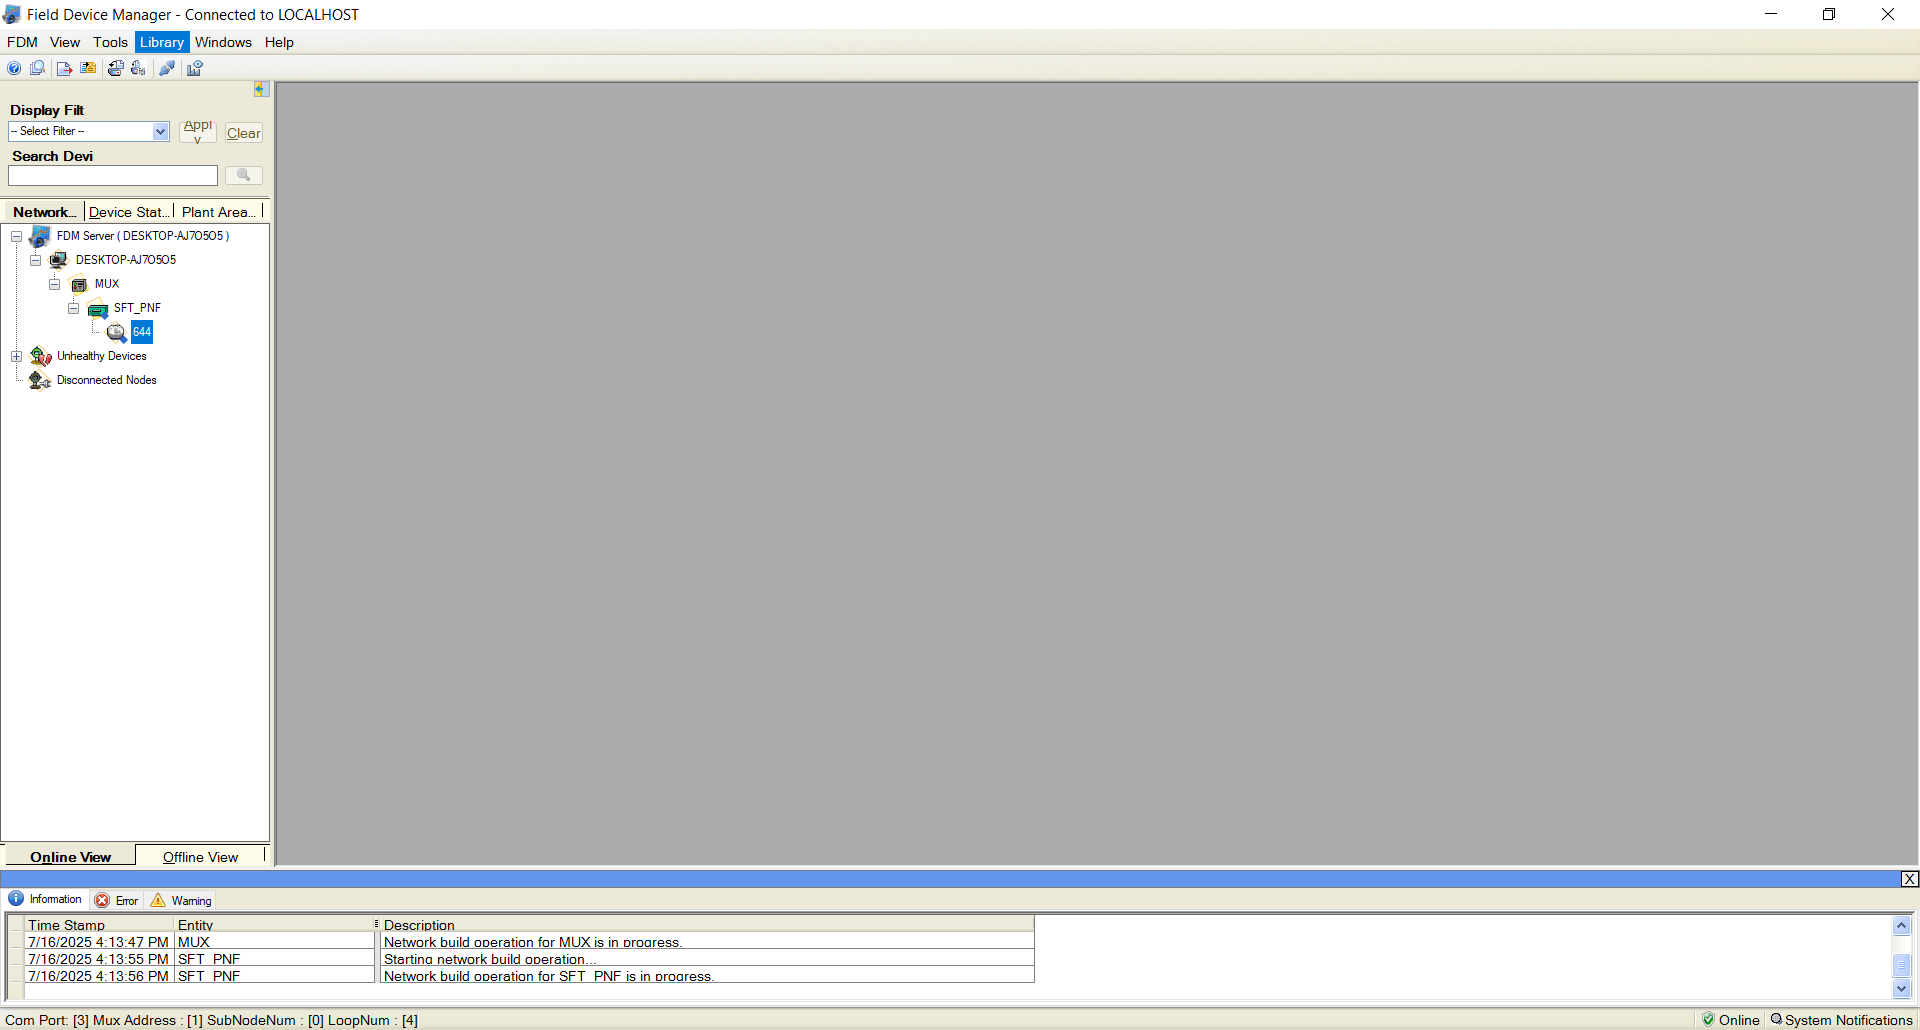 Field Device Manager - Connected to LOCALHOST
FDM View Tools Library Windows Help
Display Filt
-- Select Filter --
Appl
y
Clear
Search Devi
Network... Device Stat... Plant Area...
FDM Server ( DESKTOP-AJ7O5O5 )
DESKTOP-AJ7O5O5
MUX
SFT_PNF
644
Unhealthy Devices
Disconnected Nodes
Online View Offline View
X
Information Error Warning
Time Stamp Entity Description
7/16/2025 4:13:47 PM MUX Network build operation for MUX is in progress.
7/16/2025 4:13:55 PM SFT_PNF Starting network build operation...
7/16/2025 4:13:56 PM SFT_PNF Network build operation for SFT_PNF is in progress.
Com Port: [3] Mux Address : [1] SubNodeNum : [0] LoopNum : [4]
Online System Notifications